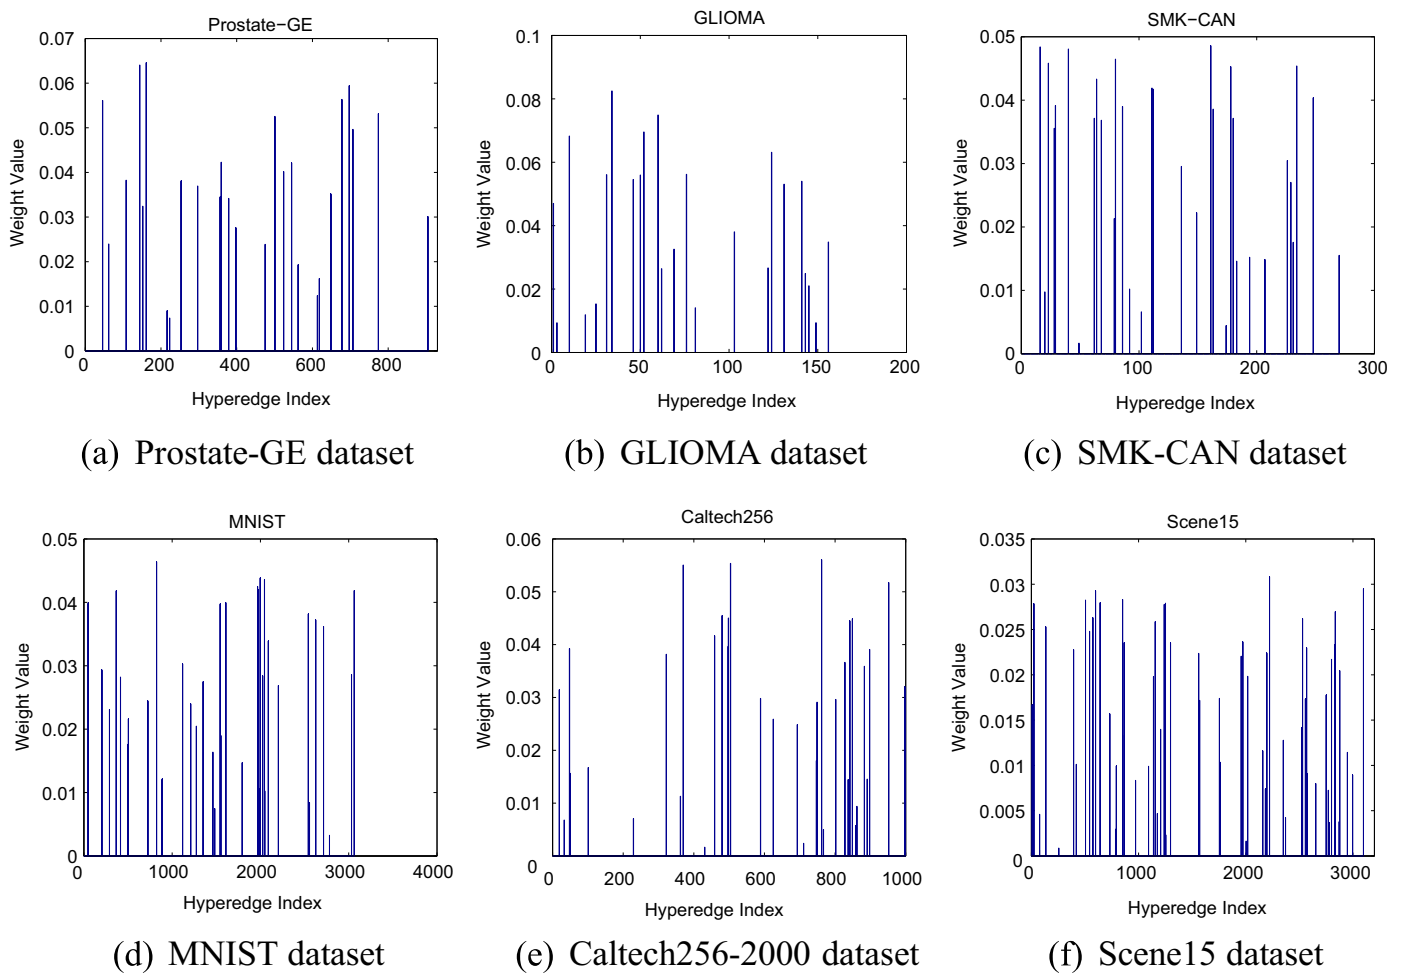 Prostate−GE
0.07
0.06
0.05
0.04
0.03
0.02
0.01
0
Weight Value
0 200 400 600 800
Hyperedge Index
(a) Prostate-GE dataset
GLIOMA
0.1
0.08
0.06
0.04
0.02
0
Weight Value
0 50 100 150 200
Hyperedge Index
(b) GLIOMA dataset
SMK−CAN
0.05
0.04
0.03
0.02
0.01
0
Weight Value
0 100 200 300
Hyperedge Index
(c) SMK-CAN dataset
MNIST
0.05
0.04
0.03
0.02
0.01
0
Weight Value
0 1000 2000 3000 4000
Hyperedge Index
(d) MNIST dataset
Caltech256
0.06
0.05
0.04
0.03
0.02
0.01
0
Weight Value
0 200 400 600 800 1000
Hyperedge Index
(e) Caltech256-2000 dataset
Scene15
0.035
0.03
0.025
0.02
0.015
0.01
0.005
0
Weight Value
0 1000 2000 3000
Hyperedge Index
(f) Scene15 dataset